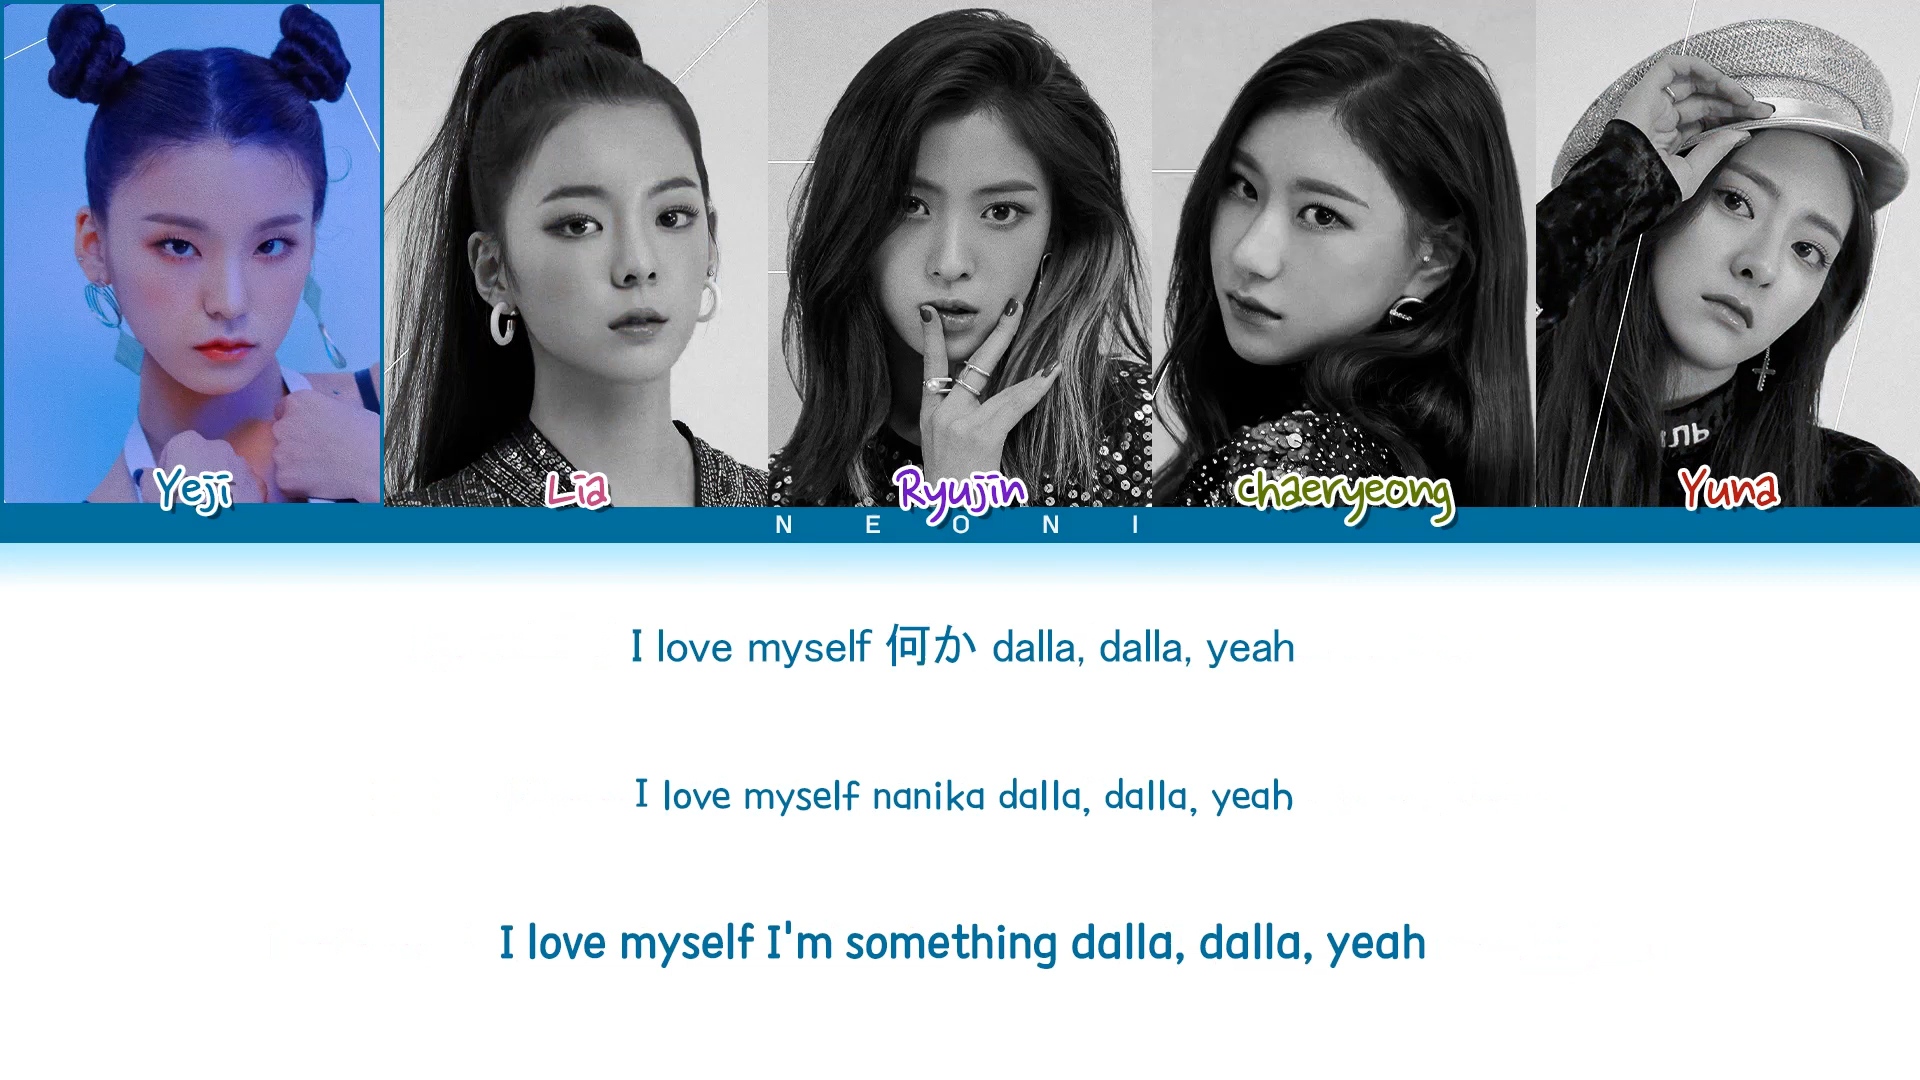 Yeji
Lia
Ryujin
chaeryeong
Yuna
NEONI
I love myself 何か dalla, dalla, yeah
I love myself nanika dalla, dalla, yeah
I love myself I'm something dalla, dalla, yeah